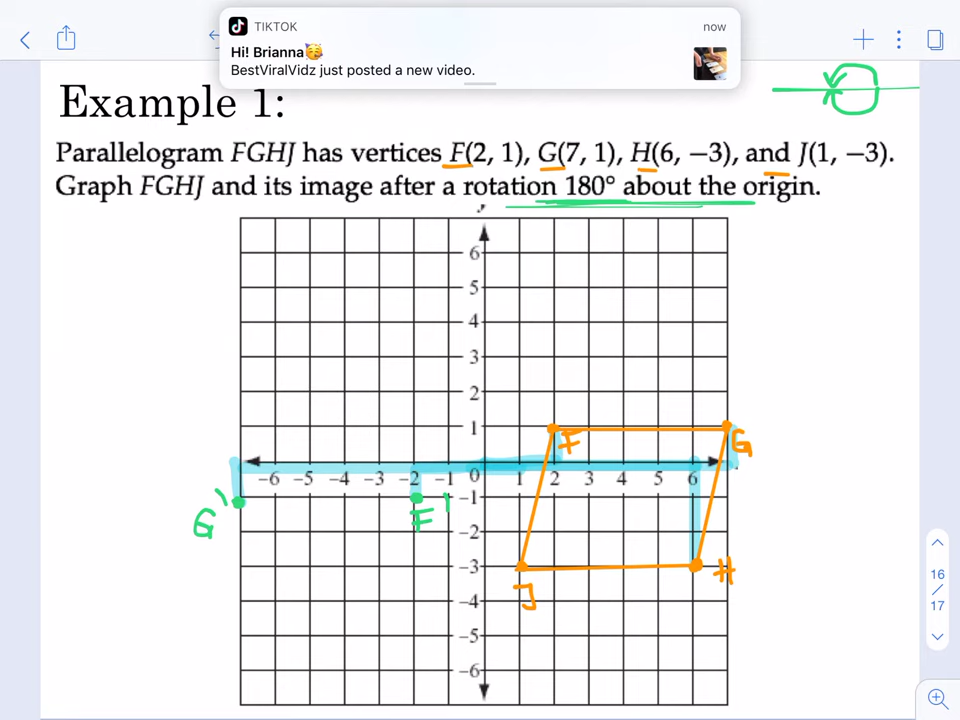 TIKTOK now
Hi! Brianna🥳
BestViralVidz just posted a new video.
Example 1:
Parallelogram FGHJ has vertices F(2, 1), G(7, 1), H(6, −3), and J(1, −3).
Graph FGHJ and its image after a rotation 180° about the origin.
y
6
5
4
3
2
1
F
G
−6 −5 −4 −3 −2 −1 0 1 2 3 4 5 6
G' F' −1
−2
−3 H
J
−4
−5
−6
16
/
17